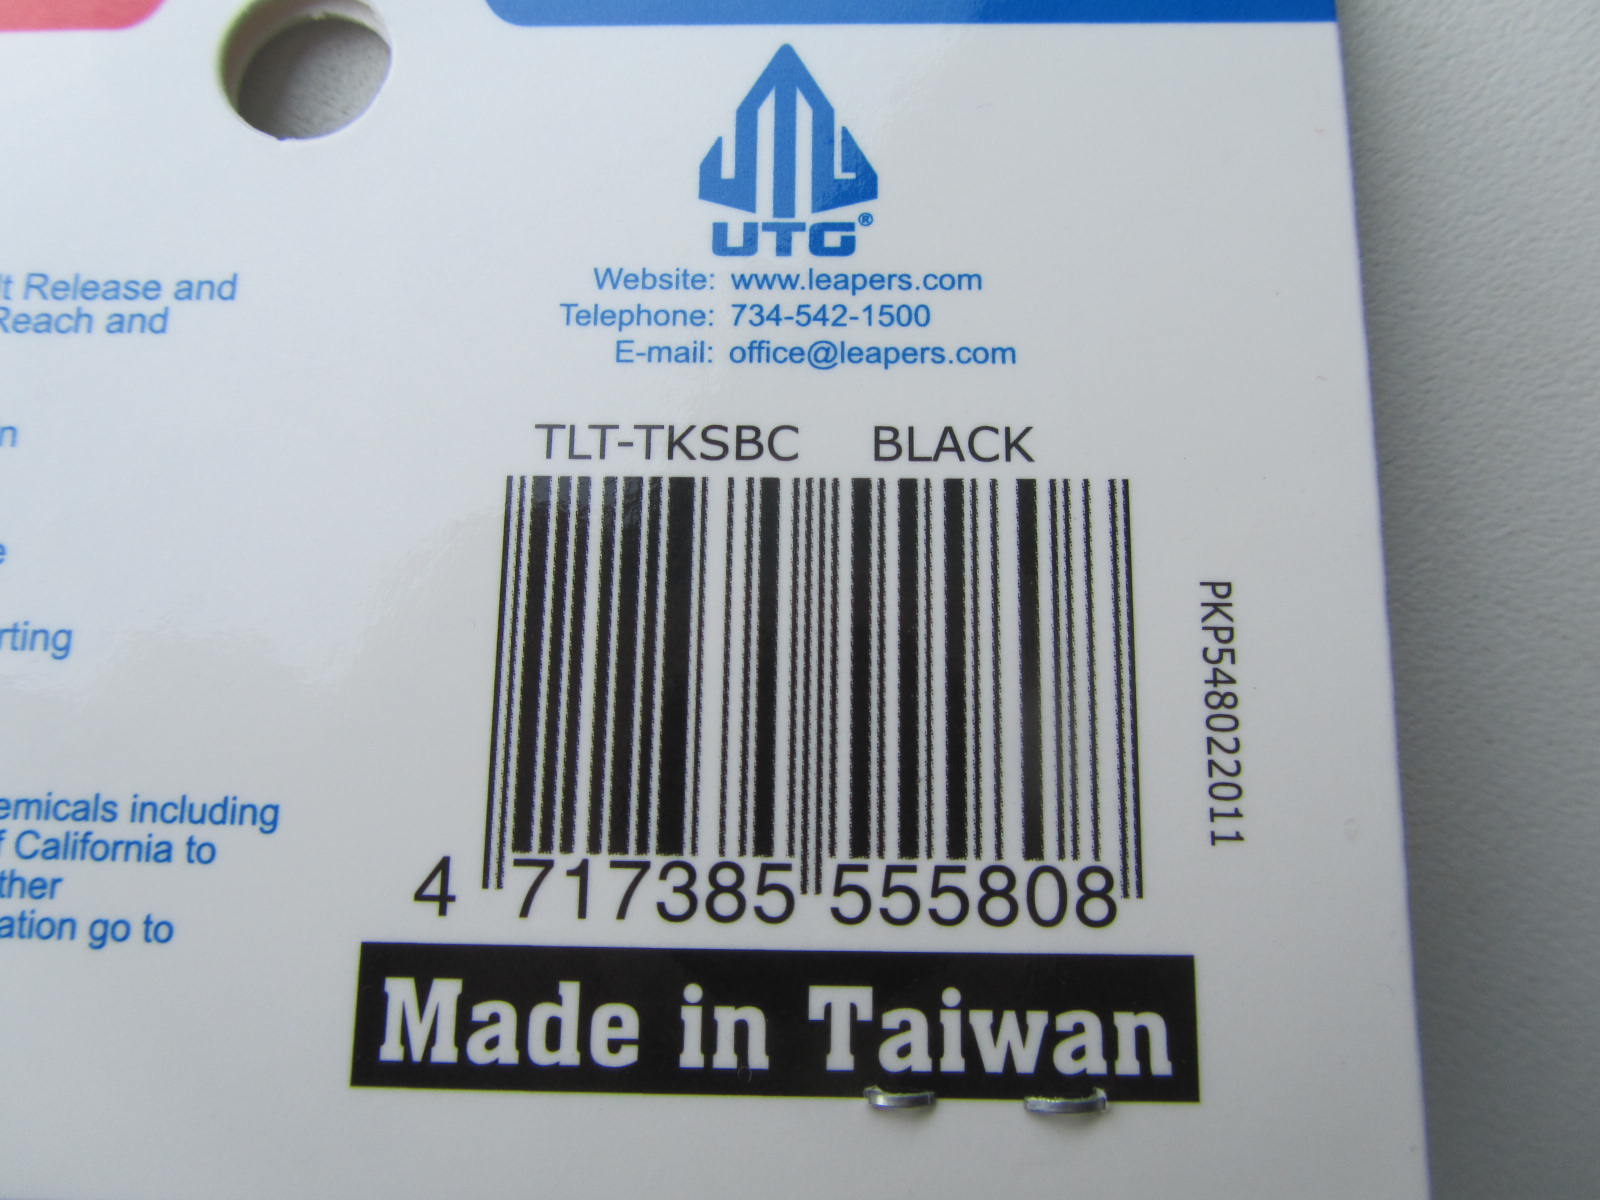 UTG®
Website: www.leapers.com
Telephone: 734-542-1500
E-mail: office@leapers.com
TLT-TKSBC BLACK
4 717385 555808
Made in Taiwan
PKP548022011
Release and
Reach and
rting
emicals including
f California to
ther
ation go to